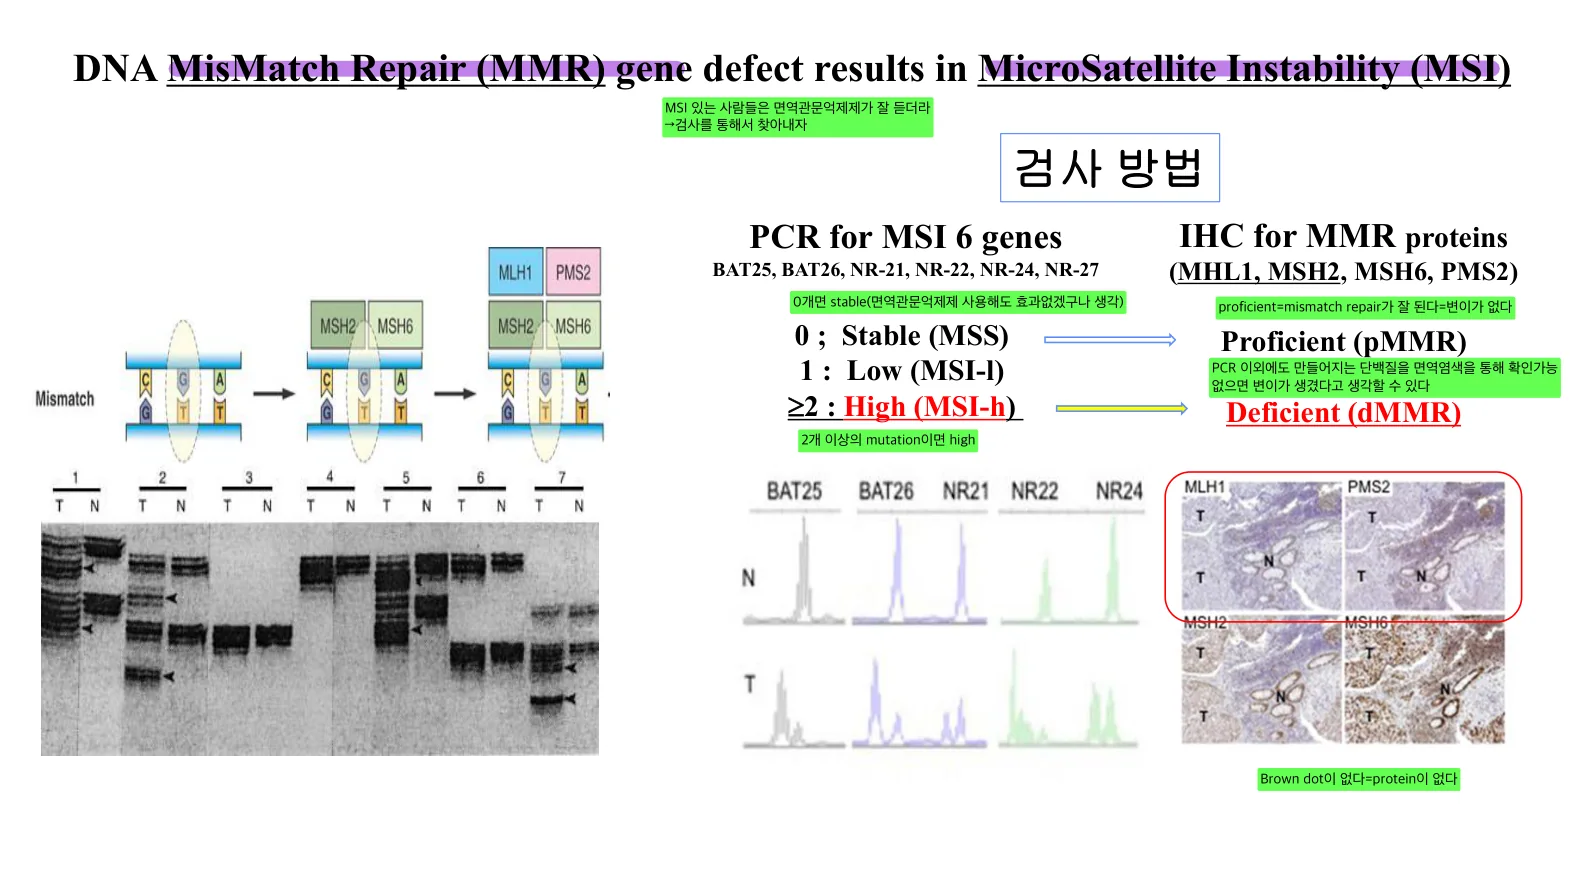 DNA MisMatch Repair (MMR) gene defect results in MicroSatellite Instability (MSI)
MSI 있는 사람들은 면역관문억제제가 잘 듣더라
→검사를 통해서 찾아내자
검사 방법
MLH1 PMS2
MSH2 MSH6 MSH2 MSH6
C G A C G A C G A
Mismatch
G T T G T T G T T
1 2 3 4 5 6 7
T N T N T N T N T N T N T N
PCR for MSI 6 genes
BAT25, BAT26, NR-21, NR-22, NR-24, NR-27
0개면 stable(면역관문억제제 사용해도 효과없겠구나 생각)
0 ; Stable (MSS)
1 : Low (MSI-l)
≥2 : High (MSI-h)
2개 이상의 mutation이면 high
IHC for MMR proteins
(MHL1, MSH2, MSH6, PMS2)
proficient=mismatch repair가 잘 된다=변이가 없다
Proficient (pMMR)
PCR 이외에도 만들어지는 단백질을 면역염색을 통해 확인가능
없으면 변이가 생겼다고 생각할 수 있다
Deficient (dMMR)
BAT25 BAT26 NR21 NR22 NR24
N
T
MLH1 PMS2
T T
N N
T T
MSH2 MSH6
T T
N N
T T
Brown dot이 없다=protein이 없다